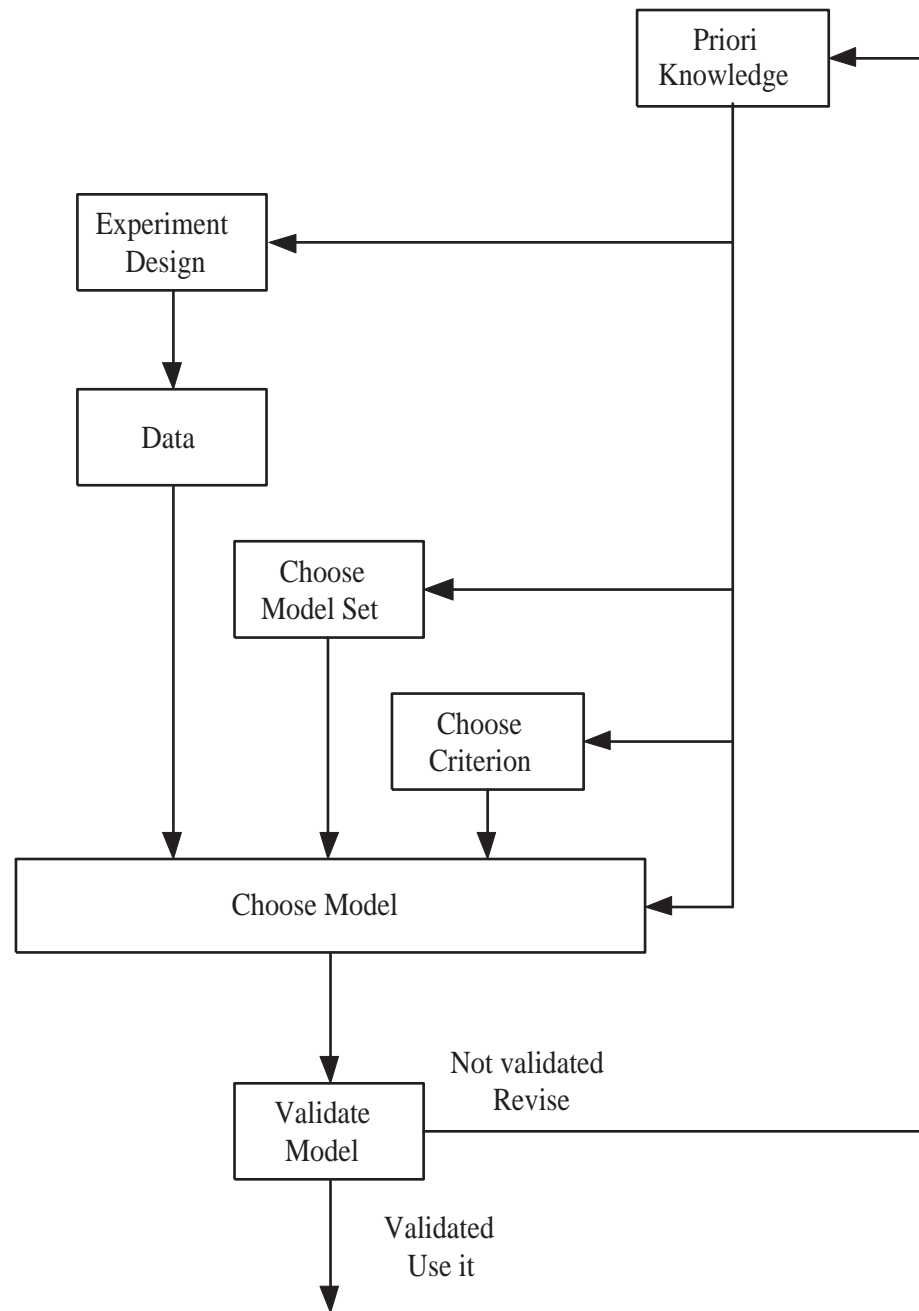 Priori
Knowledge
Experiment
Design
Data
Choose
Model Set
Choose
Criterion
Choose Model
Not validated
Revise
Validate
Model
Validated
Use it